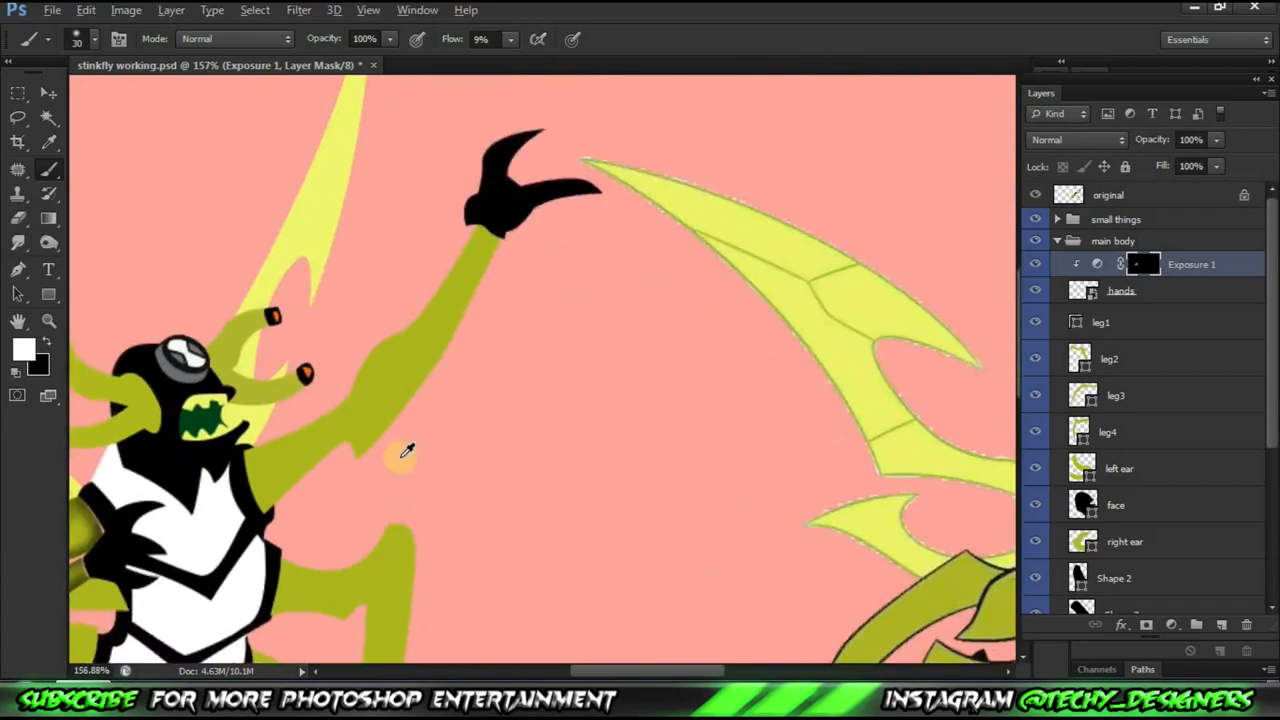 Ps File Edit Image Layer Type Select Filter 3D View Window Help
30 Mode: Normal Opacity: 100% Flow: 9% Essentials
stinkfly working.psd @ 157% (Exposure 1, Layer Mask/8) * ×
Layers
Kind
Normal Opacity: 100%
Lock: Fill: 100%
original
small things
main body
Exposure 1
hands
leg1
leg2
leg3
leg4
left ear
face
right ear
Shape 2
156.88% Doc: 4.63M/10.1M
Channels Paths
SUBSCRIBE FOR MORE PHOTOSHOP ENTERTAINMENT INSTAGRAM @TECHY_DESIGNERS